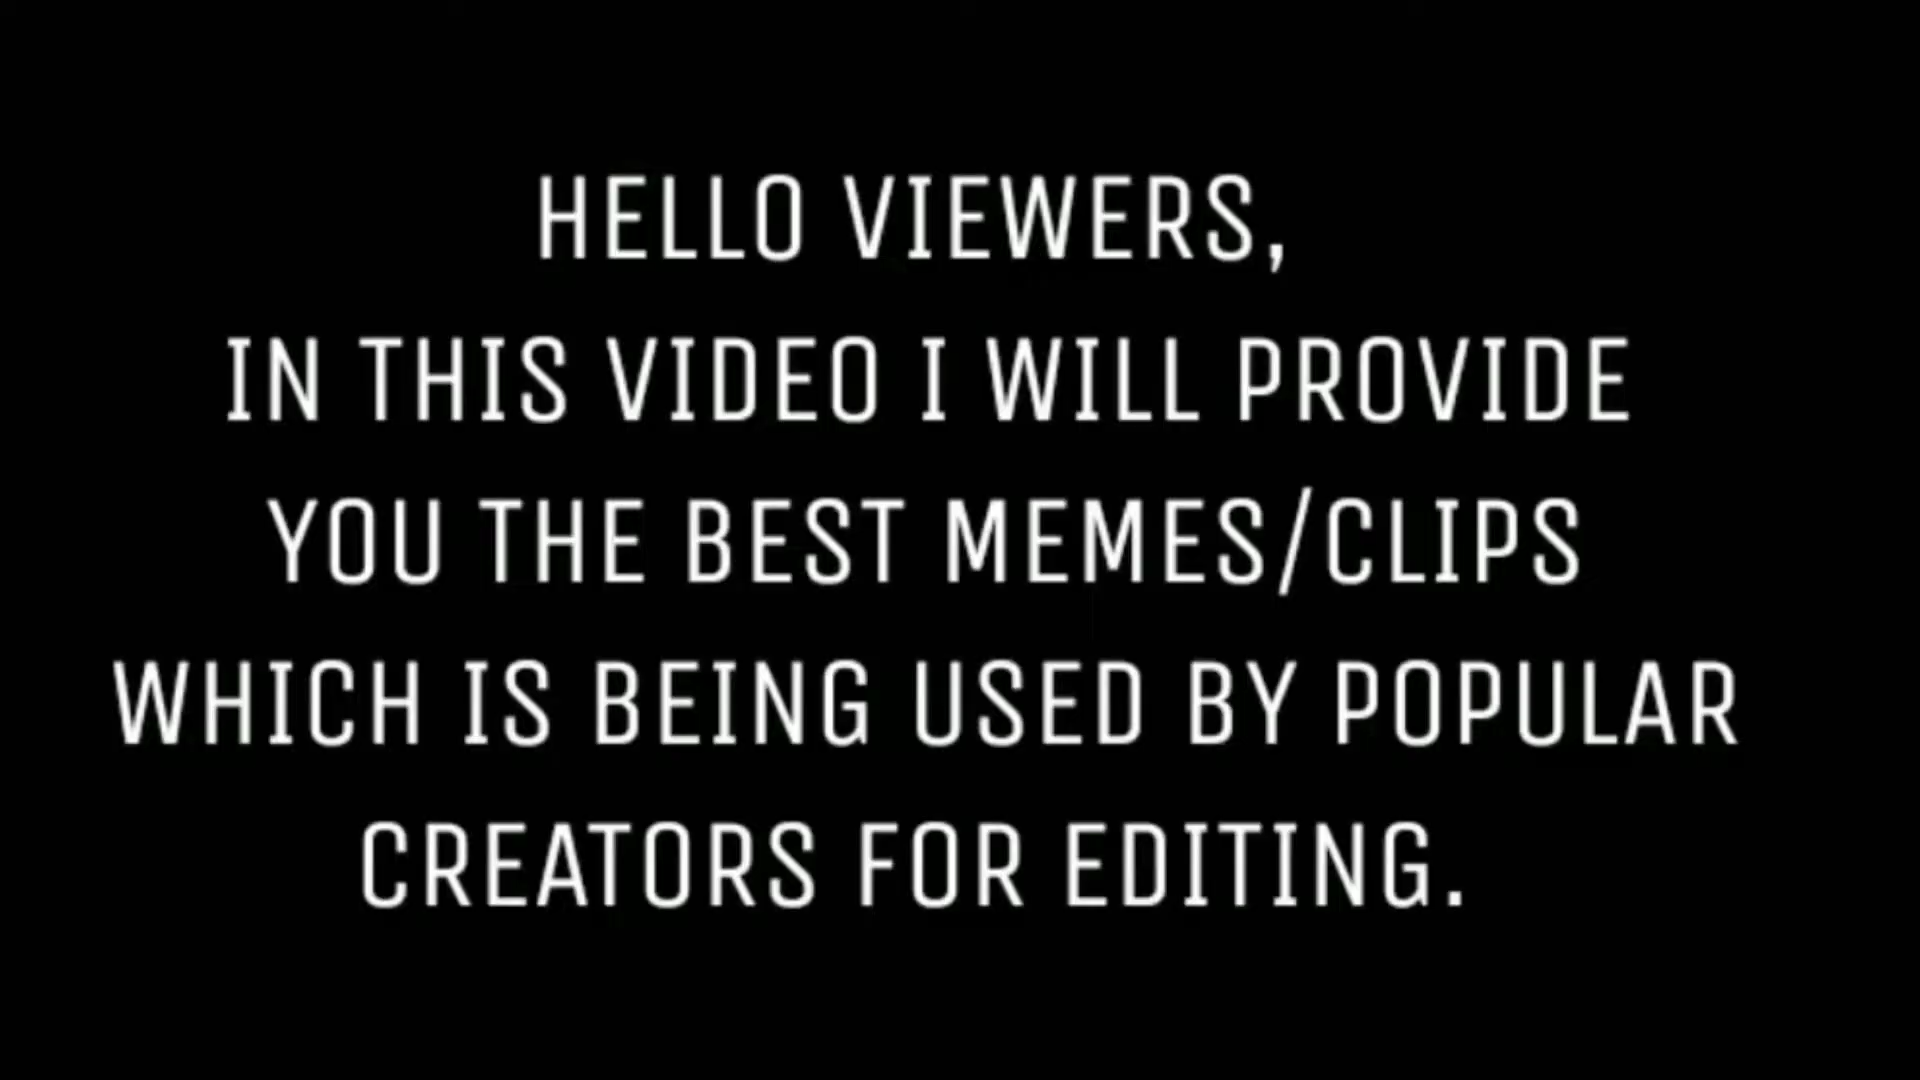 HELLO VIEWERS,
IN THIS VIDEO I WILL PROVIDE
YOU THE BEST MEMES/CLIPS
WHICH IS BEING USED BY POPULAR
CREATORS FOR EDITING.